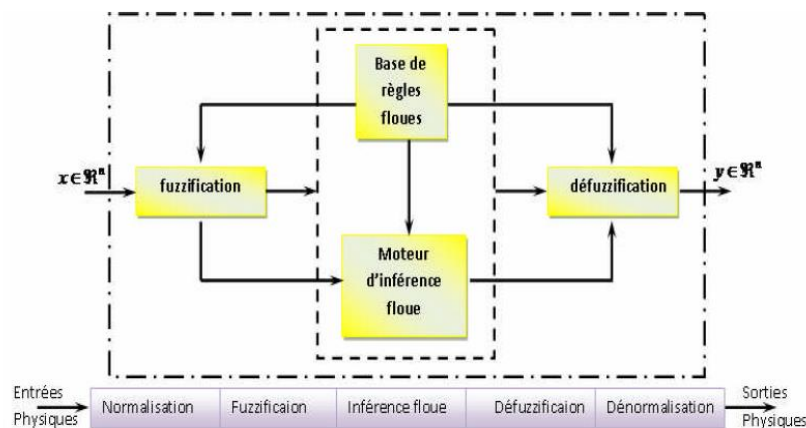 Base de
règles
floues
x∈ℜⁿ
fuzzification
défuzzification
y∈ℜⁿ
Moteur
d'inférence
floue
Entrées
Physiques
Normalisation
Fuzzificaion
Inférence floue
Défuzzificaion
Dénormalisation
Sorties
Physiques